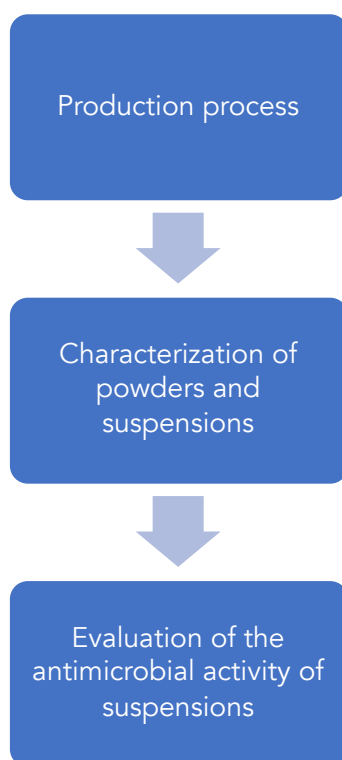 Production process
Characterization of
powders and
suspensions
Evaluation of the
antimicrobial activity of
suspensions